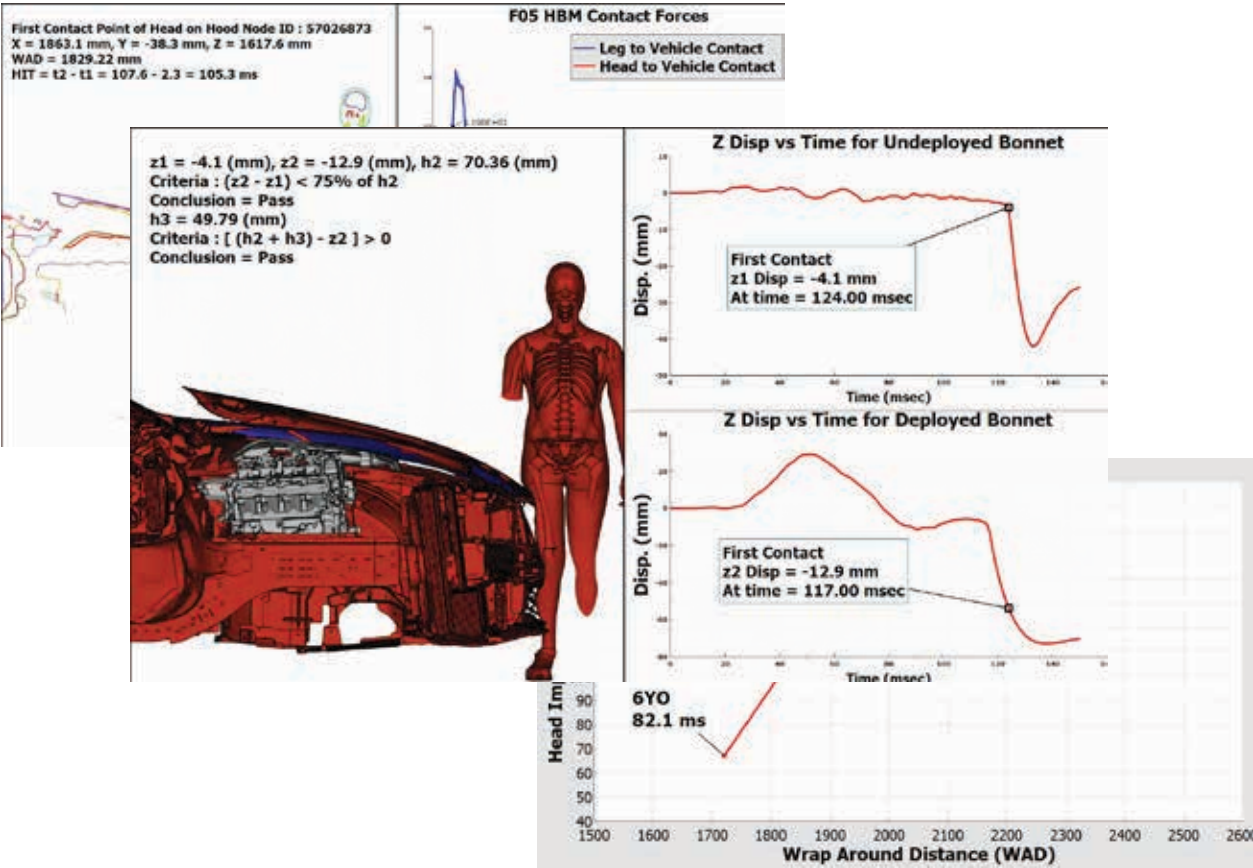 First Contact Point of Head on Hood Node ID : 57026873
X = 1863.1 mm, Y = -38.3 mm, Z = 1617.6 mm
WAD = 1829.22 mm
HIT = t2 - t1 = 107.6 - 2.3 = 105.3 ms
F05 HBM Contact Forces
Leg to Vehicle Contact
Head to Vehicle Contact
z1 = -4.1 (mm), z2 = -12.9 (mm), h2 = 70.36 (mm)
Criteria : (z2 - z1) < 75% of h2
Conclusion = Pass
h3 = 49.79 (mm)
Criteria : [ (h2 + h3) - z2 ] > 0
Conclusion = Pass
Z Disp vs Time for Undeployed Bonnet
Disp. (mm)
First Contact
z1 Disp = -4.1 mm
At time = 124.00 msec
Time (msec)
Z Disp vs Time for Deployed Bonnet
Disp. (mm)
First Contact
z2 Disp = -12.9 mm
At time = 117.00 msec
Time (msec)
Head Im
6YO
82.1 ms
90
80
70
60
50
40
1500 1600 1700 1800 1900 2000 2100 2200 2300 2400 2500
Wrap Around Distance (WAD)